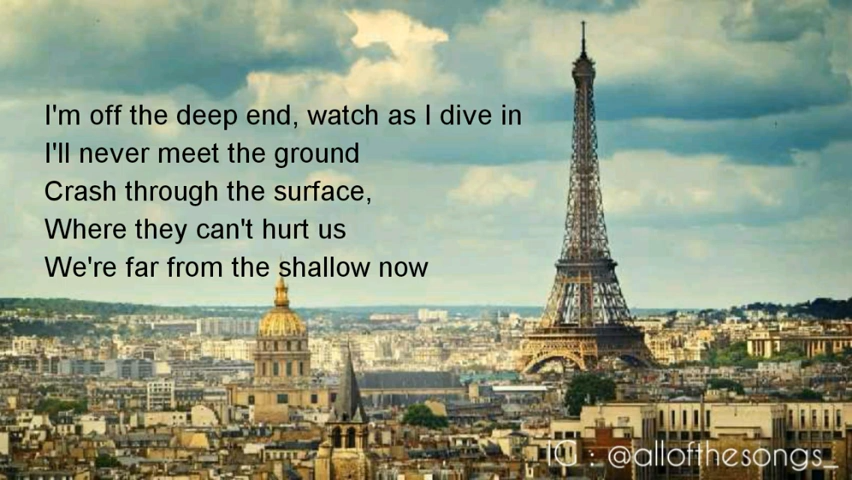 I'm off the deep end, watch as I dive in
I'll never meet the ground
Crash through the surface,
Where they can't hurt us
We're far from the shallow now
IG : @allofthesongs_